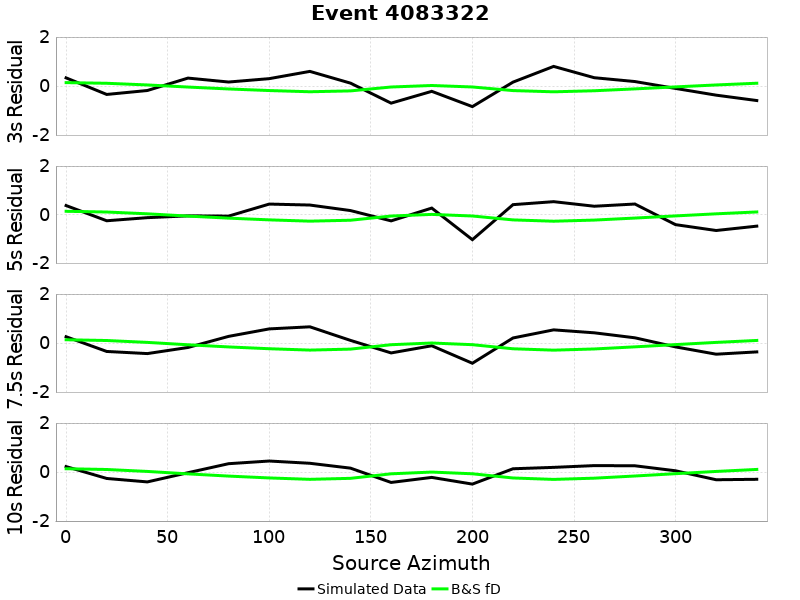 Event 4083322
3s Residual
2
0
-2
5s Residual
2
0
-2
7.5s Residual
2
0
-2
10s Residual
2
0
-2
0 50 100 150 200 250 300
Source Azimuth
Simulated Data B&S fD